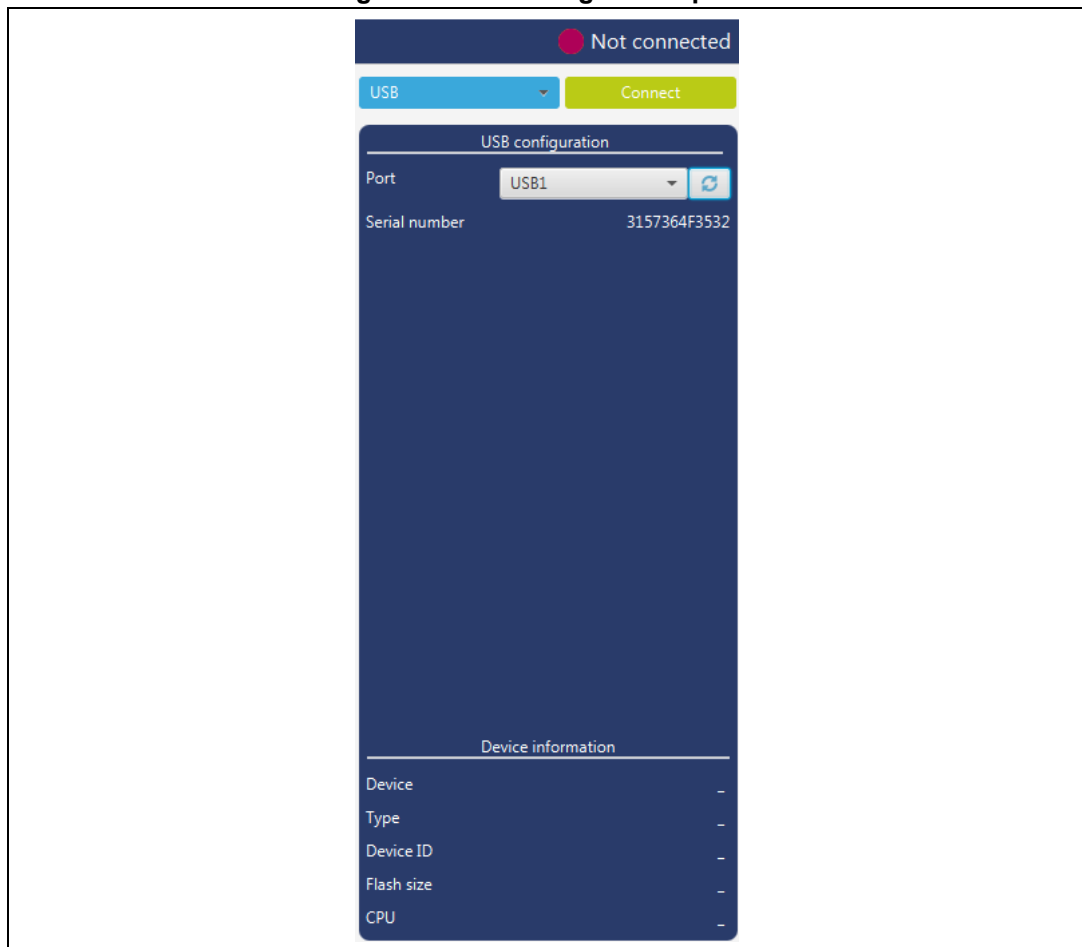 Not connected
USB Connect
USB configuration
Port USB1
Serial number 3157364F3532
Device information
Device _
Type _
Device ID _
Flash size _
CPU _